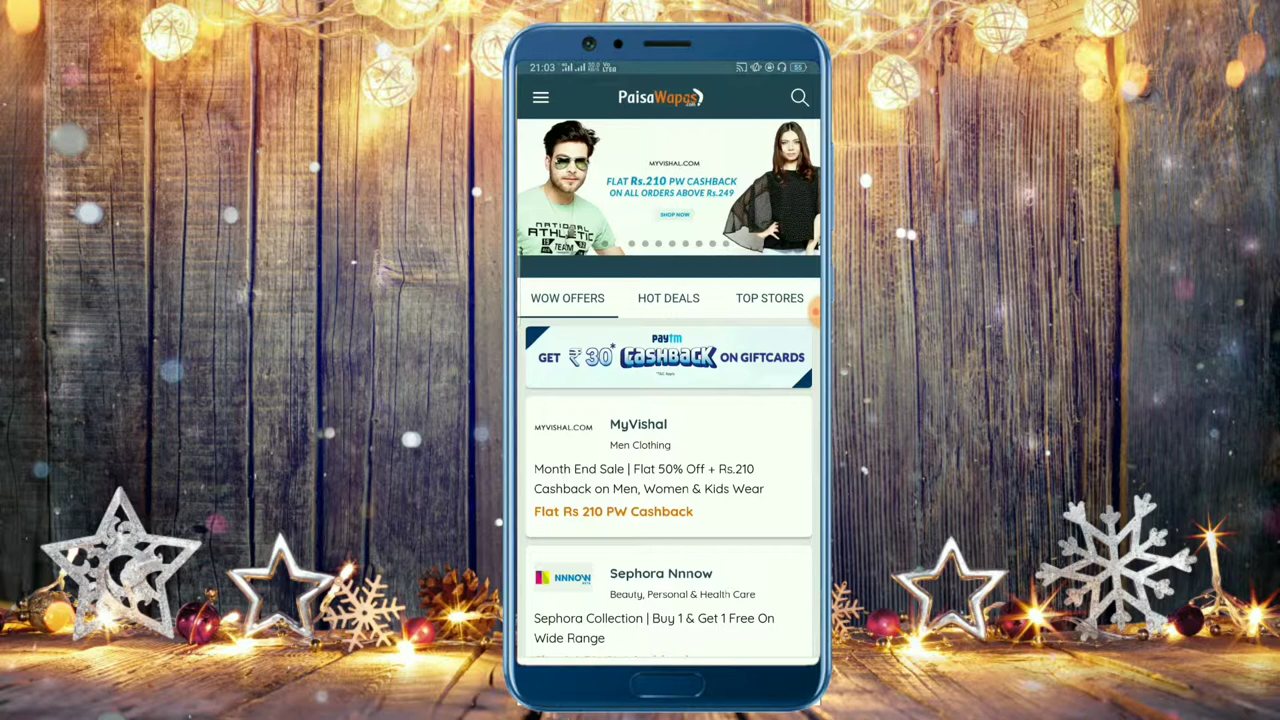 21:03
PaisaWapas
.com
MYVISHAL.COM
FLAT Rs.210 PW CASHBACK
ON ALL ORDERS ABOVE Rs.249
SHOP NOW
NATIONAL
ATHLETIC
TEAM
WOW OFFERS HOT DEALS TOP STORES
paytm
GET ₹30* CASHBACK ON GIFTCARDS
MYVISHAL.COM
MyVishal
Men Clothing
Month End Sale | Flat 50% Off + Rs.210
Cashback on Men, Women & Kids Wear
Flat Rs 210 PW Cashback
NNNOW
Sephora Nnnow
Beauty, Personal & Health Care
Sephora Collection | Buy 1 & Get 1 Free On
Wide Range